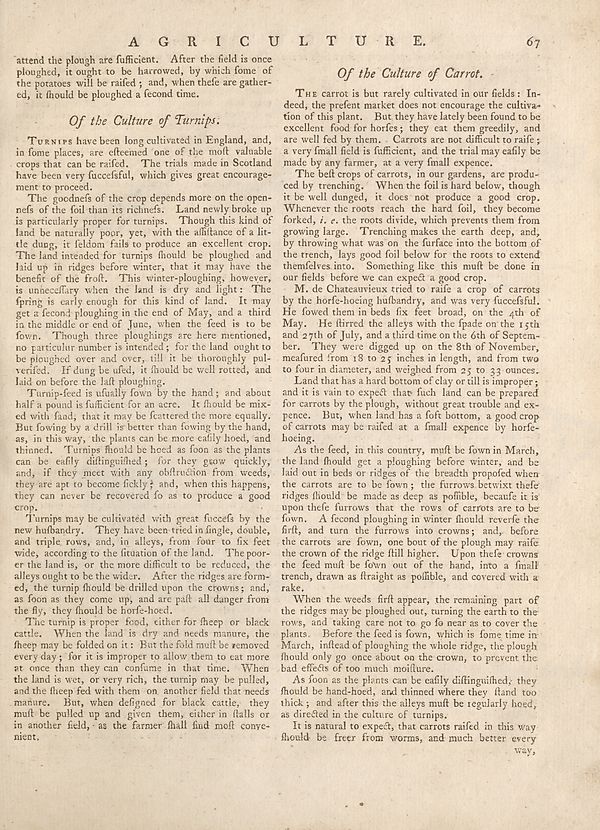 A G R I C U L T U R E. 67
attend the plough are ſufficient. After the field is once
ploughed, it ought to be harrowed, by which ſome of
the potatoes will be raiſed; and, when theſe are gather-
ed, it ſhould be ploughed a ſecond time.
Of the Culture of Turnips.
TURNIPS have been long cultivated in England, and,
in ſome places, are eſteemed one of the moſt valuable
crops that can be raiſed. The trials made in Scotland
have been very ſucceſsful, which gives great encourage-
ment to proceed.
The goodneſs of the crop depends more on the open-
neſs of the ſoil than its richneſs. Land newly broke up
is particularly proper for turnips. Though this kind of
land be naturally poor, yet, with the aſſiſtance of a lit-
tle dung, it ſeldom fails to produce an excellent crop.
The land intended for turnips ſhould be ploughed and
laid up in ridges before winter, that it may have the
benefit of the froſt. This winter-ploughing, however,
is unneceſſary when the land is dry and light: The
ſpring is early enough for this kind of land. It may
get a ſecond ploughing in the end of May, and a third
in the middle or end of June, when the ſeed is to be
ſown. Though three ploughings are here mentioned,
no particular number is intended; for the land ought to
be ploughed over and over, till it be thoroughly pul-
veriſed. If dung be uſed, it ſhould be well rotted, and
laid on before the laſt ploughing.
Turnip-ſeed is uſually ſown by the hand; and about
half a pound is ſufficient for an acre. It ſhould be mix-
ed with ſand, that it may be ſcattered the more equally.
But ſowing by a drill is better than ſowing by the hand,
as, in this way, the plants can be more eaſily hoed, and
thinned. Turnips ſhould be hoed as ſoon as the plants
can be eaſily diſtinguiſhed; for they grow quickly,
and, if they meet with any obſtruction from weeds,
they are apt to become ſickly; and, when this happens,
they can never be recovered ſo as to produce a good
crop.
Turnips may be cultivated with great ſucceſs by the
new huſbandry. They have been tried in ſingle, double,
and triple rows, and, in alleys, from four to ſix feet
wide, according to the ſituation of the land. The poor-
er the land is, or the more difficult to be reduced, the
alleys ought to be the wider. After the ridges are form-
ed, the turnip ſhould be drilled upon the crowns; and,
as ſoon as they come up, and are paſt all danger from
the fly, they ſhould be horſe-hoed.
The turnip is proper food, either for ſheep or black
cattle. When the land is dry and needs manure, the
ſheep may be folded on it: But the fold muſt be removed
every day; for it is improper to allow them to eat more
at once than they can conſume in that time. When
the land is wet, or very rich, the turnip may be pulled,
and the ſheep fed with them on another field that needs
manure. But, when deſigned for black cattle, they
muſt be pulled up and given them, either in ſtalls or
in another field, as the farmer ſhall find moſt conve-
nient.
Of the Culture of Carrot.
THE carrot is but rarely cultivated in our fields: In-
deed, the preſent market does not encourage the cultiva-
tion of this plant. But they have lately been found to be
excellent food for horſes; they eat them greedily, and
are well fed by them. Carrots are not difficult to raiſe;
a very ſmall field is ſufficient, and the trial may eaſily be
made by any farmer, at a very ſmall expence.
The beſt crops of carrots, in our gardens, are produ-
ced by trenching. When the ſoil is hard below, though
it be well dunged, it does not produce a good crop.
Whenever the roots reach the hard ſoil, they become
forked, i. e. the roots divide, which prevents them from
growing large. Trenching makes the earth deep, and,
by throwing what was on the ſurface into the bottom of
the trench, lays good ſoil below for the roots to extend
themſelves into. Something like this muſt be done in
our fields before we can expect a good crop.
M. de Chateauvieux tried to raiſe a crop of carrots
by the horſe-hoeing huſbandry, and was very ſucceſsful.
He ſowed them in beds ſix feet broad, on the 4th of
May. He ſtirred the alleys with the ſpade on the 15th
and 27th of July, and a third time on the 6th of Septem-
ber. They were digged up on the 8th of November,
meaſured from 18 to 25 inches in length, and from two
to four in diameter, and weighed from 25 to 33 ounces.
Land that has a hard bottom of clay or till is improper;
and it is vain to expect that ſuch land can be prepared
for carrots by the plough, without great trouble and ex-
pence. But, when land has a ſoft bottom, a good crop
of carrots may be raiſed at a ſmall expence by horſe-
hoeing.
As the ſeed, in this country, muſt be ſown in March,
the land ſhould get a ploughing before winter, and be
laid out in beds or ridges of the breadth propoſed when
the carrots are to be ſown; the furrows betwixt theſe
ridges ſhould be made as deep as poſſible, becauſe it is
upon theſe furrows that the rows of carrots are to be
ſown. A ſecond ploughing in winter ſhould reverſe the
firſt, and turn the furrows into crowns; and, before
the carrots are ſown, one bout of the plough may raiſe
the crown of the ridge ſtill higher. Upon theſe crowns
the ſeed muſt be ſown out of the hand, into a ſmall
trench, drawn as ſtraight as poſſible, and covered with a
rake.
When the weeds firſt appear, the remaining part of
the ridges may be ploughed out, turning the earth to the
rows, and taking care not to go ſo near as to cover the
plants. Before the ſeed is ſown, which is ſome time in
March, inſtead of ploughing the whole ridge, the plough
ſhould only go once about on the crown, to prevent the
bad effects of too much moiſture.
As ſoon as the plants can be eaſily diſtinguiſhed, they
ſhould be hand-hoed, and thinned where they ſtand too
thick; and after this the alleys muſt be regularly hoed,
as directed in the culture of turnips.
It is natural to expect, that carrots raiſed in this way
ſhould be freer from worms, and much better every
way,